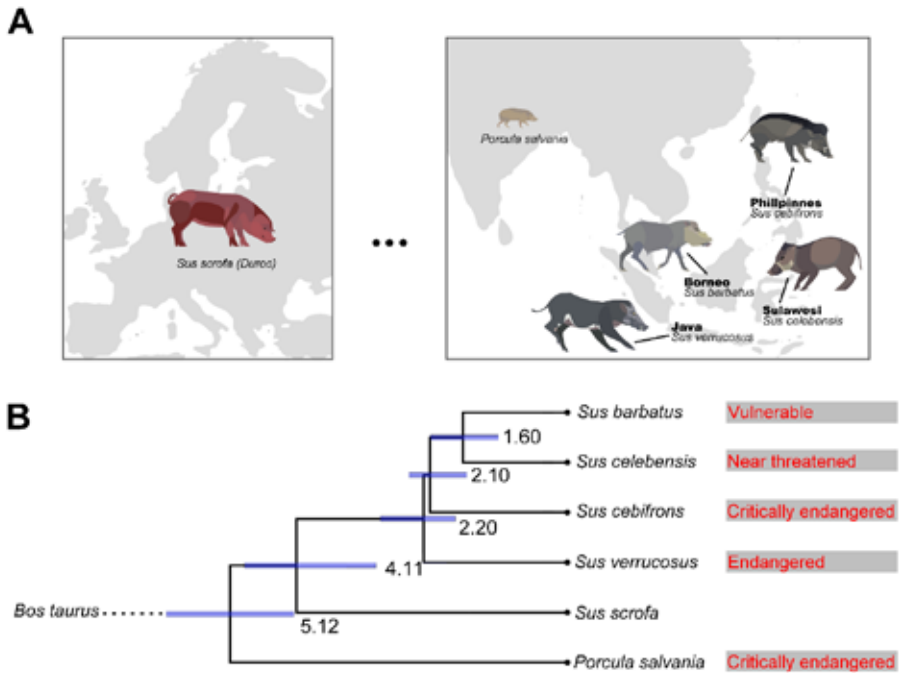 A
Porcula salvania
Philipinnes
Sus cebifrons
Sus scrofa (Duroc)
Borneo
Sus barbatus
Sulawesi
Sus celebensis
Java
Sus verrucosus
B
Sus barbatus Vulnerable
1.60
Sus celebensis Near threatened
2.10
Sus cebifrons Critically endangered
2.20
Sus verrucosus Endangered
4.11
Bos taurus
Sus scrofa
5.12
Porcula salvania Critically endangered